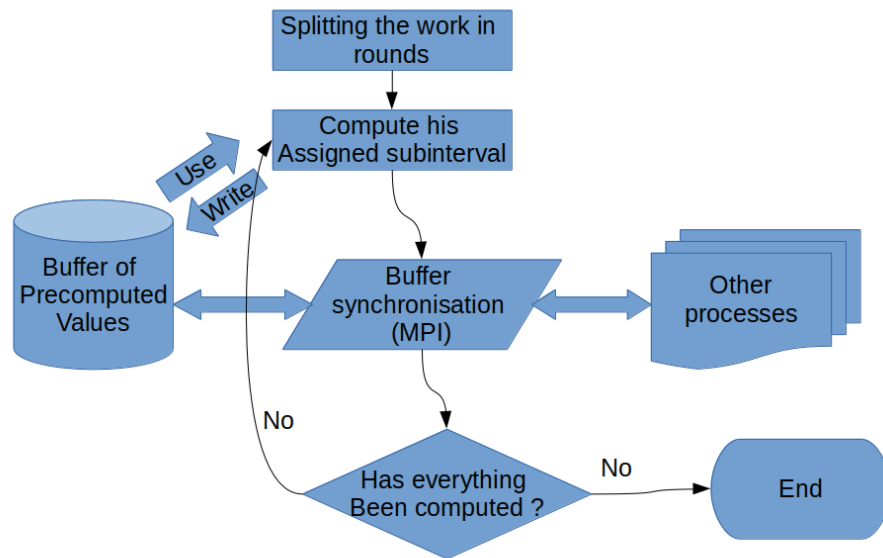 Splitting the work in
rounds
Compute his
Assigned subinterval
Use
Write
Buffer of
Precomputed
Values
Buffer
synchronisation
(MPI)
Other
processes
No
Has everything
Been computed ?
No
End